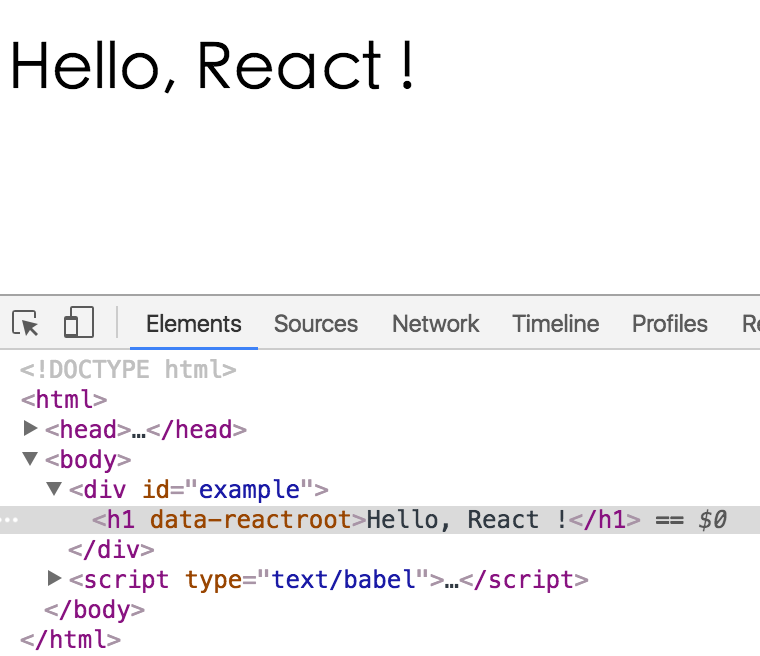 Hello, React !
Elements Sources Network Timeline Profiles Re
<!DOCTYPE html>
<html>
<head>…</head>
<body>
<div id="example">
<h1 data-reactroot>Hello, React !</h1> == $0
</div>
<script type="text/babel">…</script>
</body>
</html>